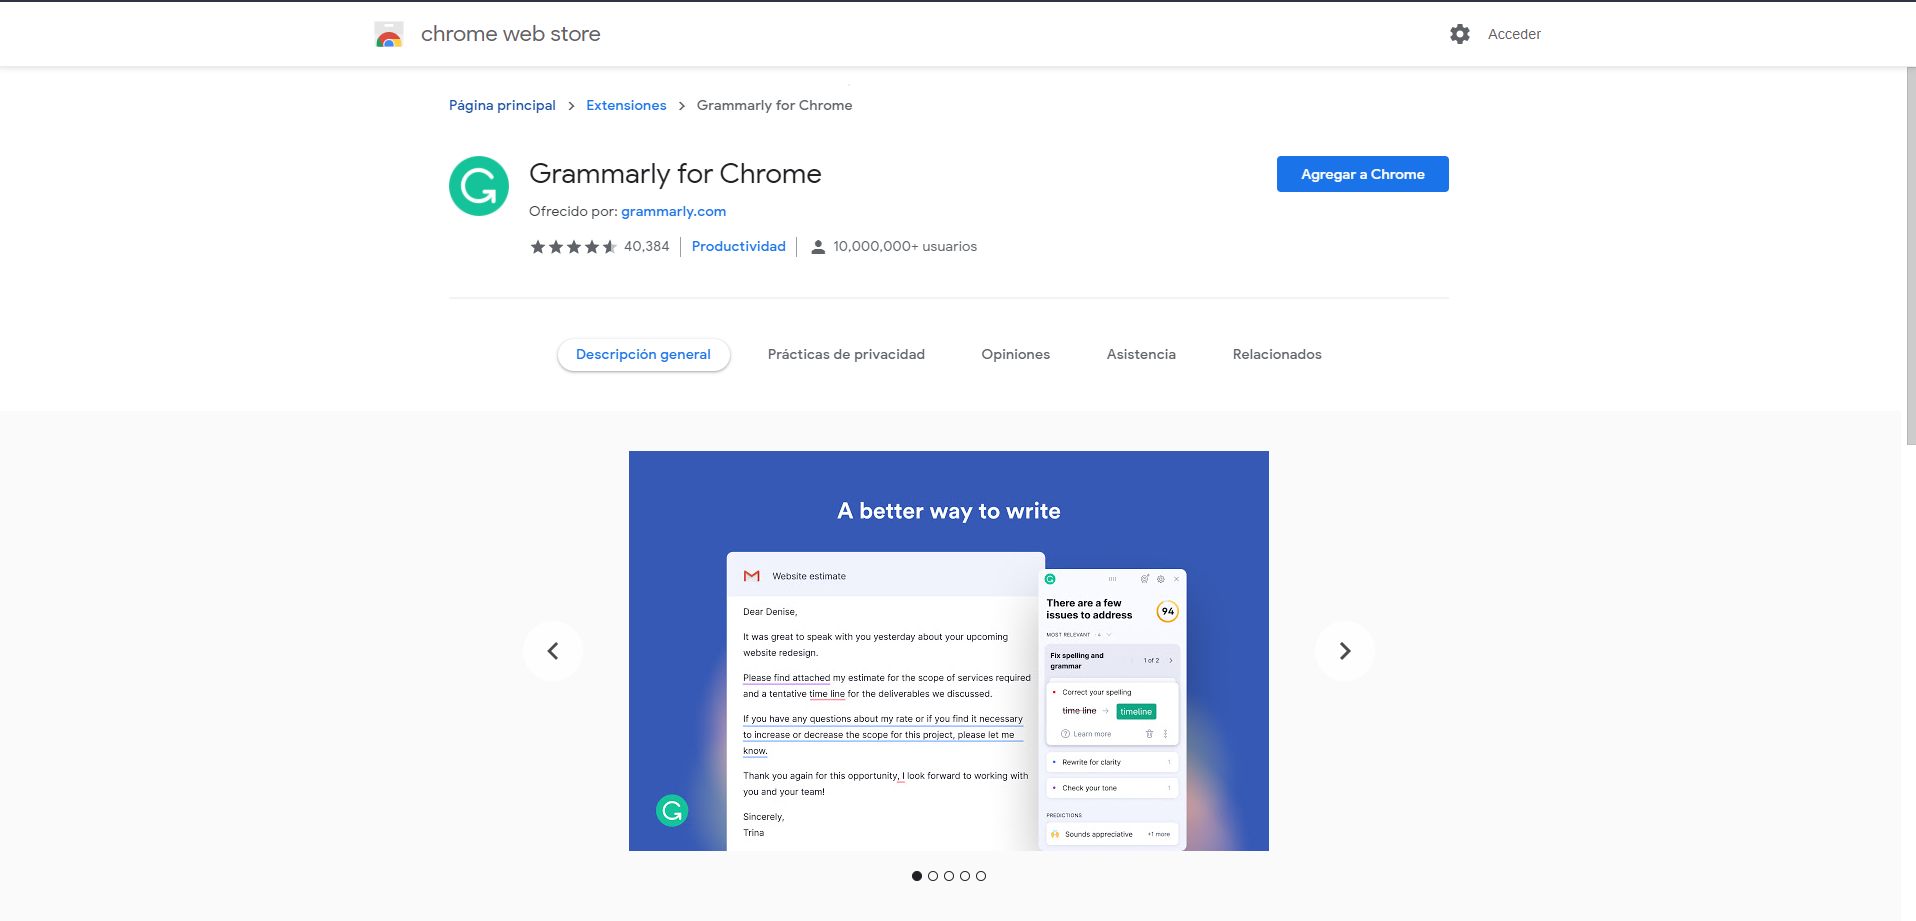 chrome web store
Acceder
Página principal > Extensiones > Grammarly for Chrome
Grammarly for Chrome
Agregar a Chrome
Ofrecido por: grammarly.com
40,384 Productividad 10,000,000+ usuarios
Descripción general Prácticas de privacidad Opiniones Asistencia Relacionados
A better way to write
Website estimate
Dear Denise,
It was great to speak with you yesterday about your upcoming
website redesign.
Please find attached my estimate for the scope of services required
and a tentative time line for the deliverables we discussed.
If you have any questions about my rate or if you find it necessary
to increase or decrease the scope for this project, please let me
know.
Thank you again for this opportunity, I look forward to working with
you and your team!
Sincerely,
Trina
There are a few
issues to address
94
MOST RELEVANT 4
Fix spelling and
grammar
1 of 2
Correct your spelling
time line → timeline
Learn more
Rewrite for clarity 1
Check your tone 1
PREDICTIONS
Sounds appreciative +1 more